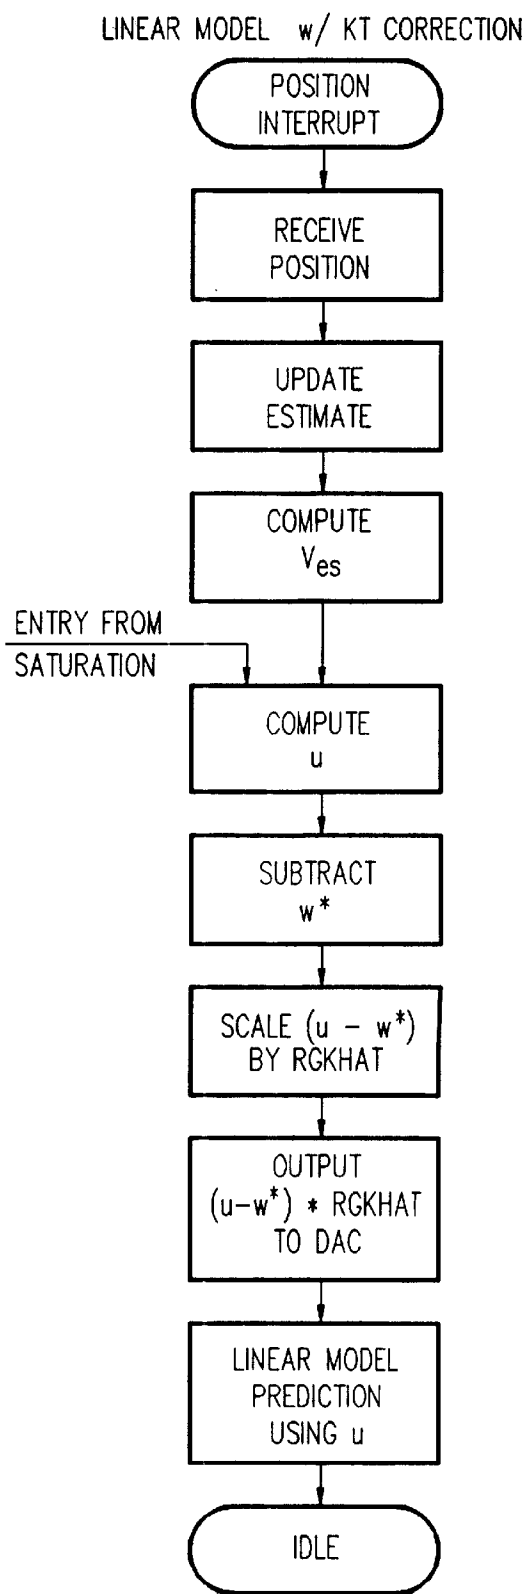 LINEAR MODEL w/ KT CORRECTION
POSITION
INTERRUPT
RECEIVE
POSITION
UPDATE
ESTIMATE
COMPUTE
Ves
ENTRY FROM
SATURATION
COMPUTE
u
SUBTRACT
w*
SCALE (u - w*)
BY RGKHAT
OUTPUT
(u-w*) * RGKHAT
TO DAC
LINEAR MODEL
PREDICTION
USING u
IDLE